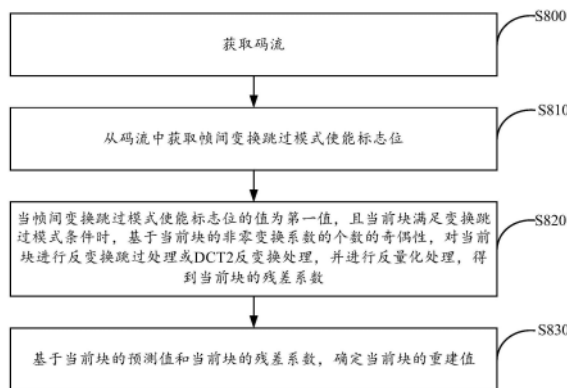 获取码流
S800
从码流中获取帧间变换跳过模式使能标志位
S810
当帧间变换跳过模式使能标志位的值为第一值，且当前块满足变换跳
过模式条件时，基于当前块的非零变换系数的个数的奇偶性，对当前
块进行反变换跳过处理或DCT2反变换处理，并进行反量化处理，得
到当前块的残差系数
S820
基于当前块的预测值和当前块的残差系数，确定当前块的重建值
S830